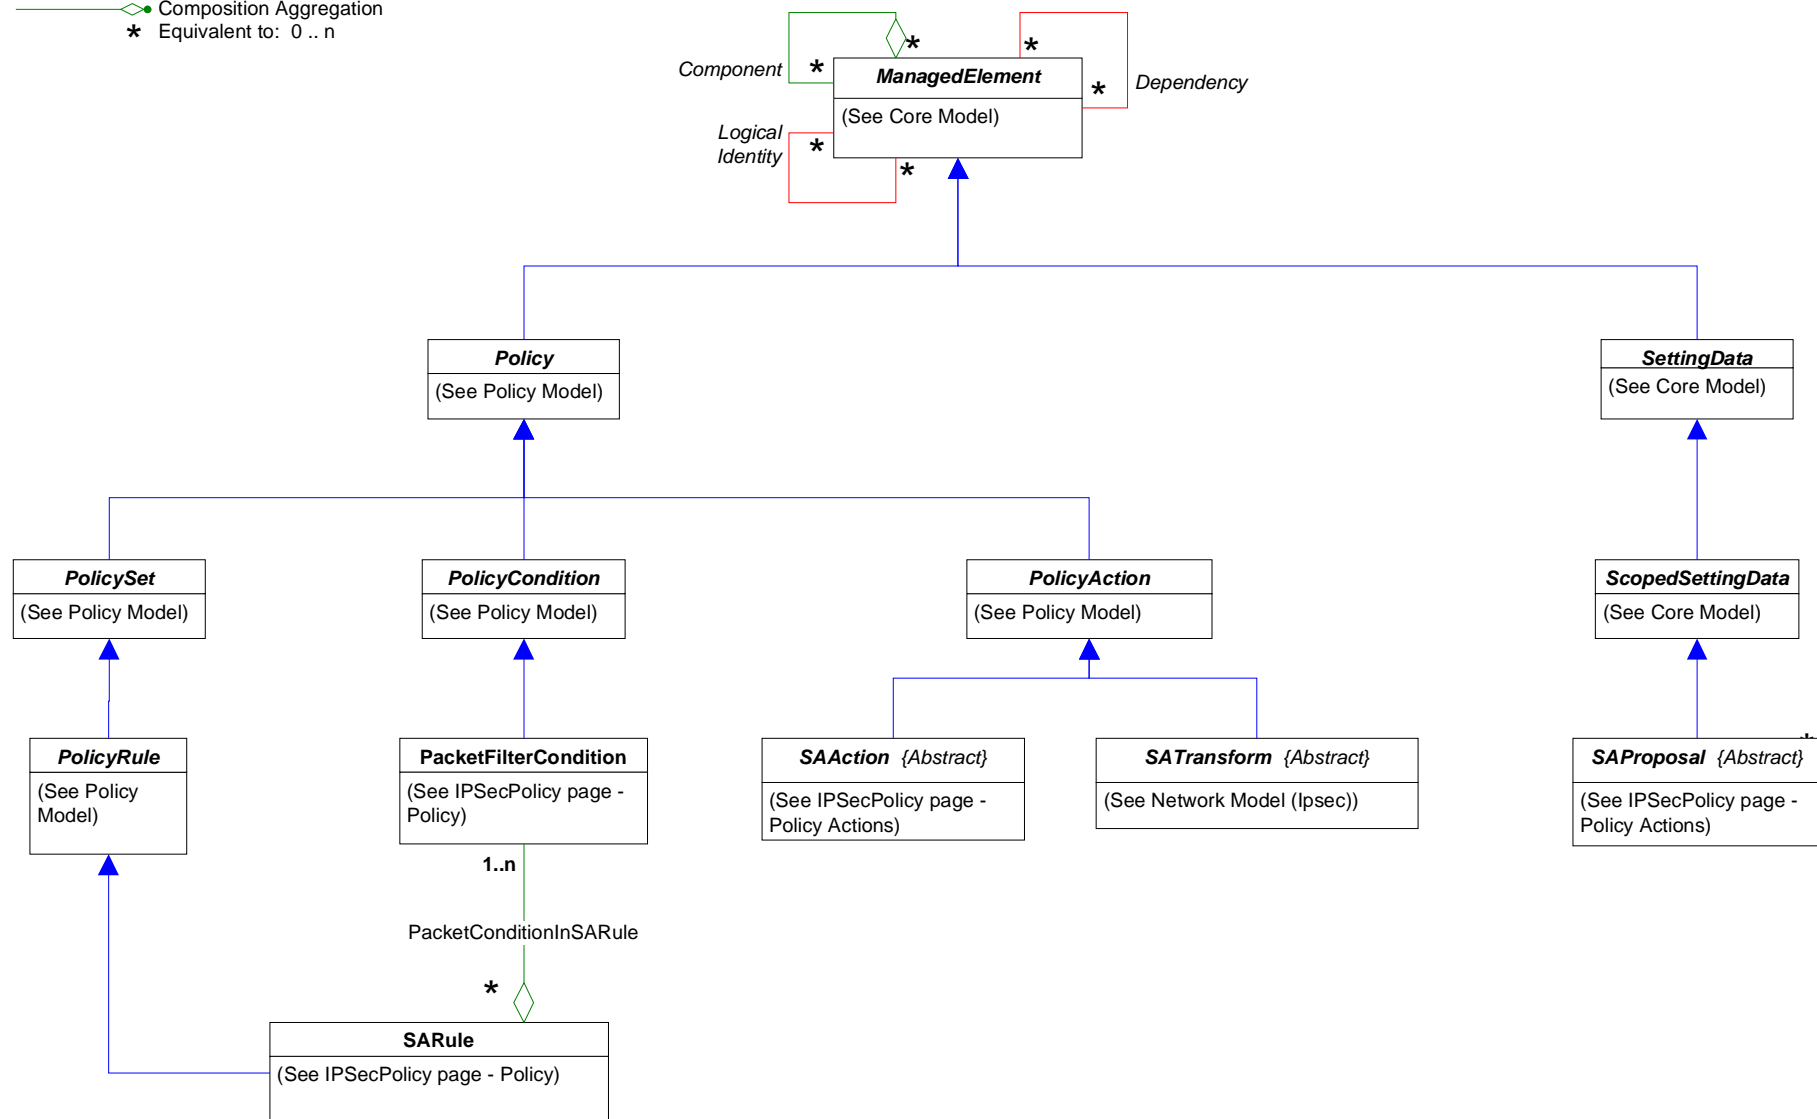 Composition Aggregation
* Equivalent to: 0 .. n
Component
*
*
ManagedElement
(See Core Model)
*
*
Dependency
Logical
Identity
*
*
Policy
(See Policy Model)
SettingData
(See Core Model)
PolicySet
(See Policy Model)
PolicyCondition
(See Policy Model)
PolicyAction
(See Policy Model)
ScopedSettingData
(See Core Model)
PolicyRule
(See Policy
Model)
PacketFilterCondition
(See IPSecPolicy page -
Policy)
SAAction {Abstract}
(See IPSecPolicy page -
Policy Actions)
SATransform {Abstract}
(See Network Model (Ipsec))
*
SAProposal {Abstract}
(See IPSecPolicy page -
Policy Actions)
1..n
PacketConditionInSARule
*
SARule
(See IPSecPolicy page - Policy)